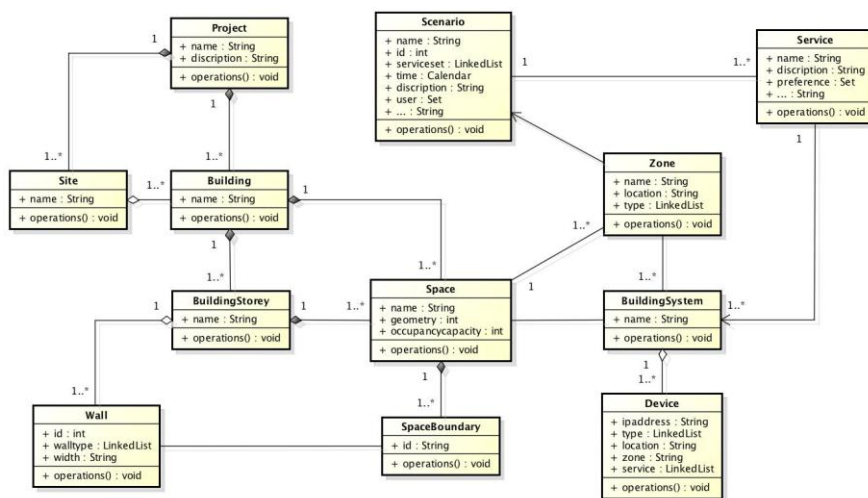 Project
+ name : String
+ discription : String
+ operations() : void
Scenario
+ name : String
+ id : int
+ serviceset : LinkedList
+ time : Calendar
+ discription : String
+ user : Set
+ ... : String
+ operations() : void
Service
+ name : String
+ discription : String
+ preference : Set
+ ... : String
+ operations() : void
1
1
1..*
1
1
1..*
1..*
Site
+ name : String
+ operations() : void
1..*
Building
+ name : String
+ operations() : void
1
Zone
+ name : String
+ location : String
+ type : LinkedList
+ operations() : void
1
1..*
1..*
1..*
1..*
1
BuildingStorey
+ name : String
+ operations() : void
1
1
1..*
Space
+ name : String
+ geometry : int
+ occupancycapacity : int
+ operations() : void
1
1..*
BuildingSystem
+ name : String
+ operations() : void
1..*
1
1..*
1
1..*
1..*
Wall
+ id : int
+ walltype : LinkedList
+ width : String
+ operations() : void
SpaceBoundary
+ id : String
+ operations() : void
Device
+ ipaddress : String
+ type : LinkedList
+ location : String
+ zone : String
+ service : LinkedList
+ operations() : void